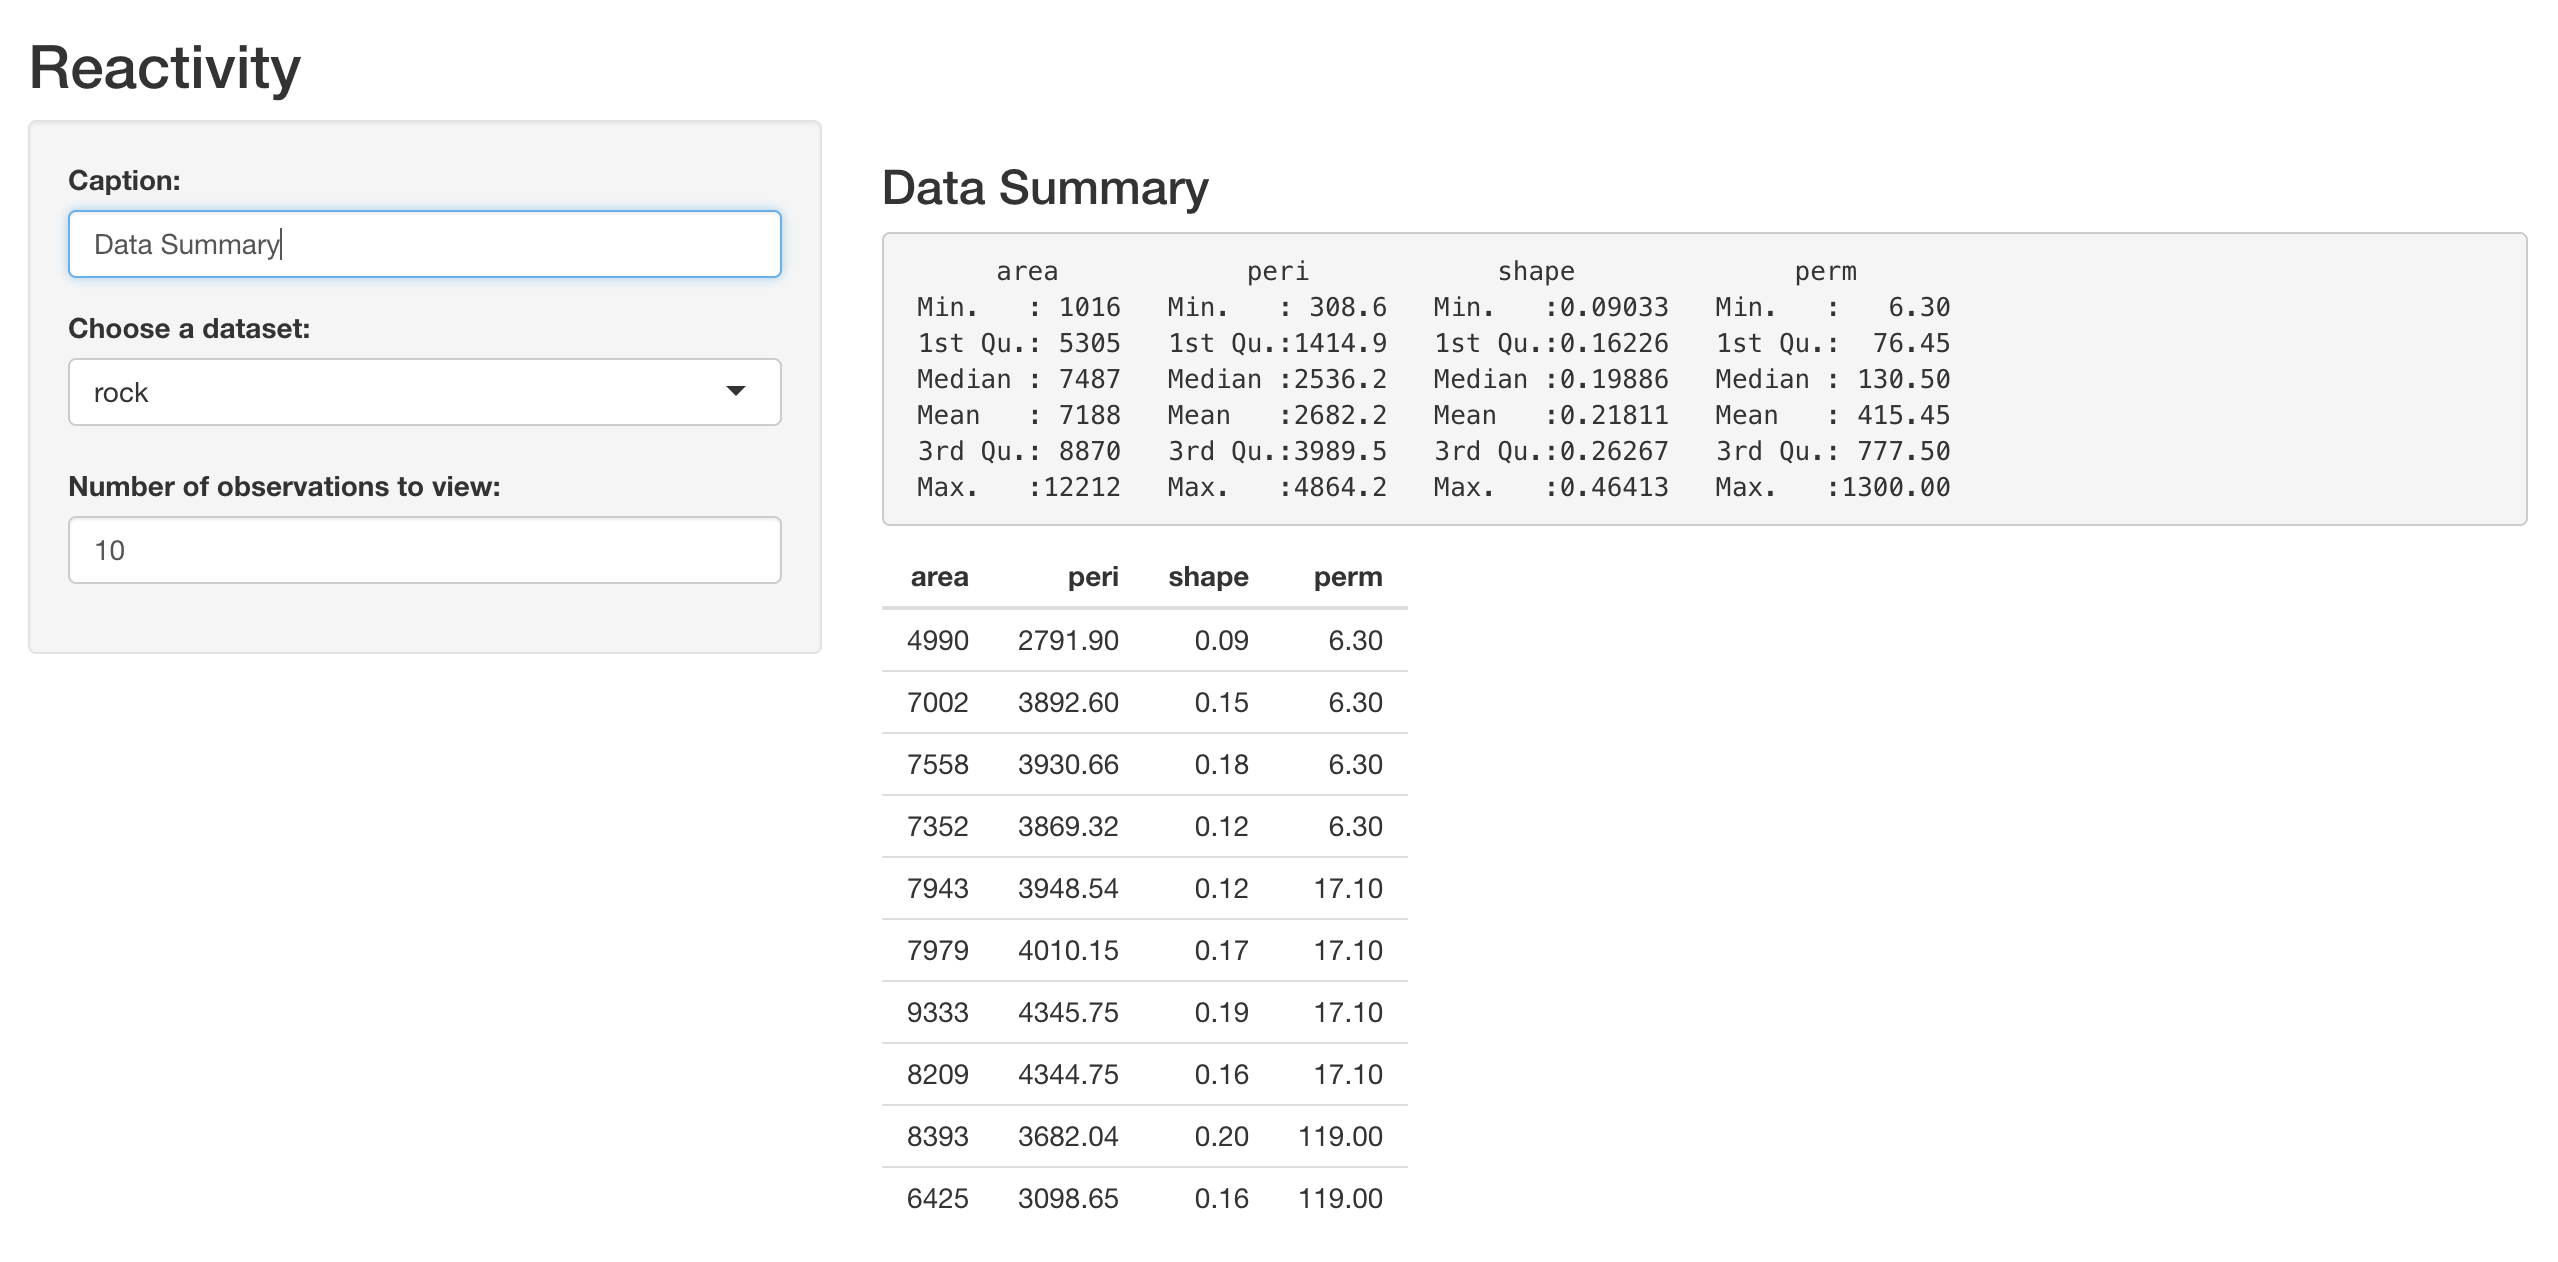 Reactivity
Caption:
Data Summary
Choose a dataset:
rock
Number of observations to view:
10
Data Summary
area peri shape perm
Min. : 1016 Min. : 308.6 Min. :0.09033 Min. : 6.30
1st Qu.: 5305 1st Qu.:1414.9 1st Qu.:0.16226 1st Qu.: 76.45
Median : 7487 Median :2536.2 Median :0.19886 Median : 130.50
Mean : 7188 Mean :2682.2 Mean :0.21811 Mean : 415.45
3rd Qu.: 8870 3rd Qu.:3989.5 3rd Qu.:0.26267 3rd Qu.: 777.50
Max. :12212 Max. :4864.2 Max. :0.46413 Max. :1300.00
area peri shape perm
4990 2791.90 0.09 6.30
7002 3892.60 0.15 6.30
7558 3930.66 0.18 6.30
7352 3869.32 0.12 6.30
7943 3948.54 0.12 17.10
7979 4010.15 0.17 17.10
9333 4345.75 0.19 17.10
8209 4344.75 0.16 17.10
8393 3682.04 0.20 119.00
6425 3098.65 0.16 119.00